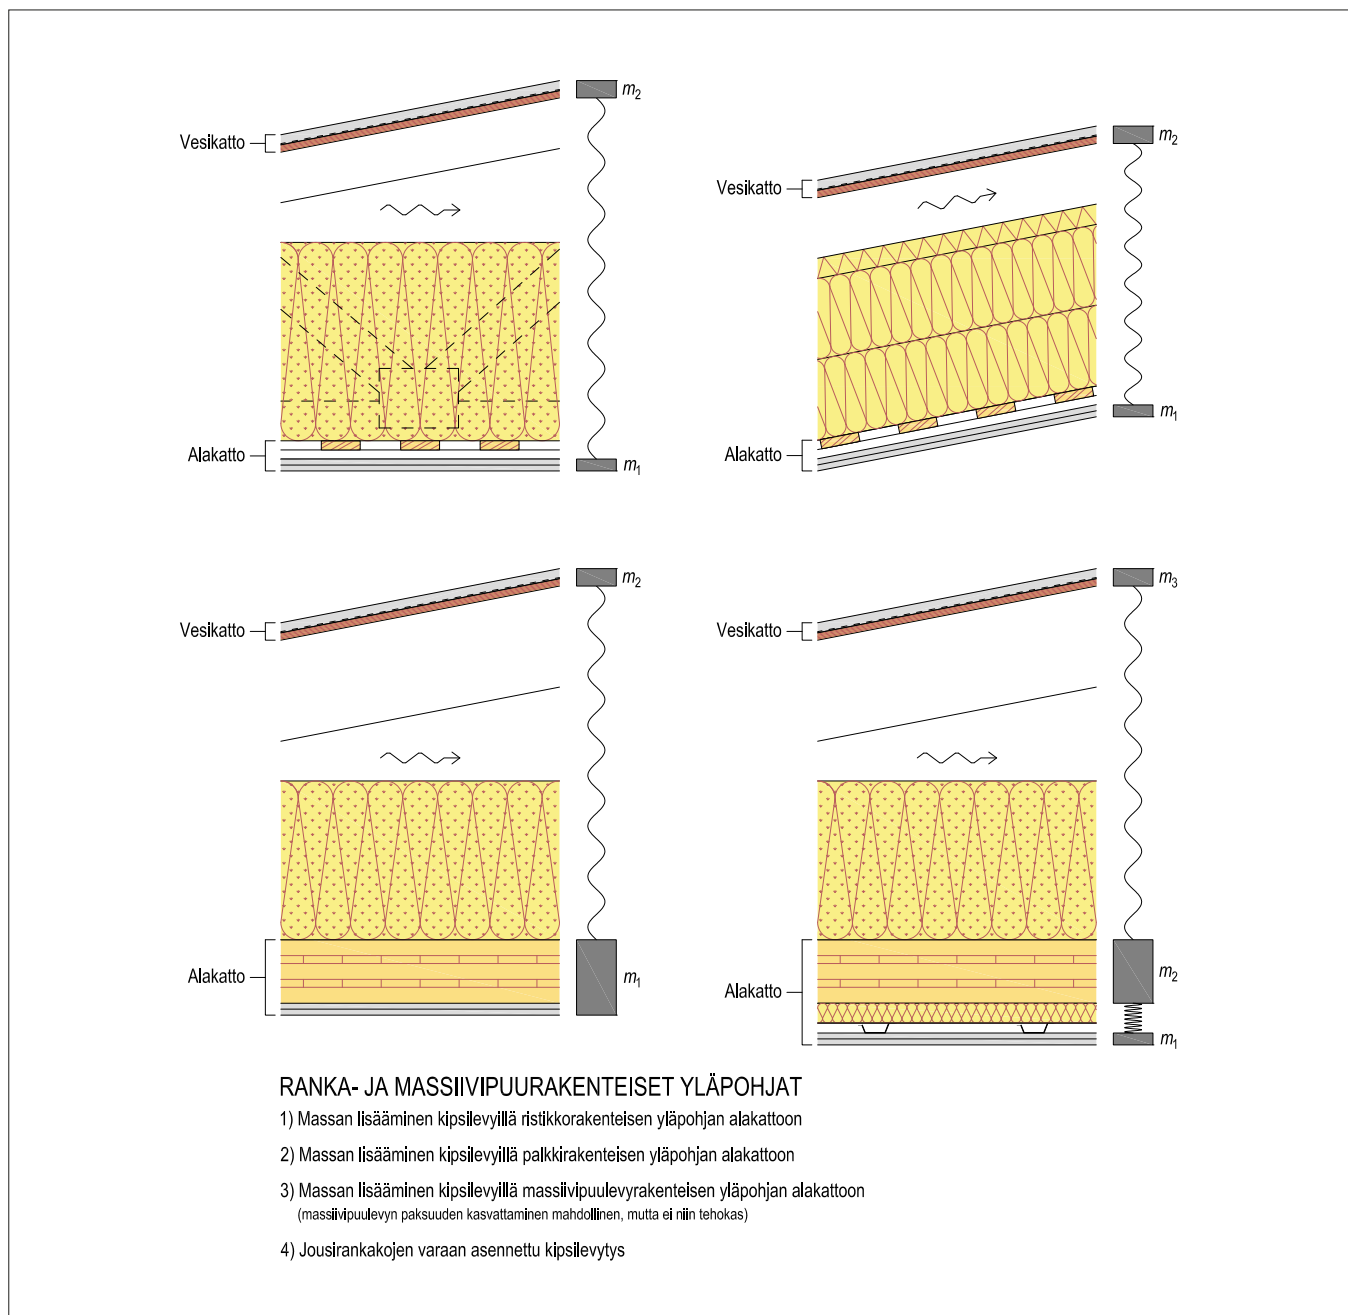 m2
Vesikatto
Alakatto
m1
m2
Vesikatto
Alakatto
m1
m2
Vesikatto
Alakatto
m1
m3
Vesikatto
m2
Alakatto
m1
RANKA- JA MASSIIVIPUURAKENTEISET YLÄPOHJAT
1) Massan lisääminen kipsilevyillä ristikkorakenteisen yläpohjan alakattoon
2) Massan lisääminen kipsilevyillä palkkirakenteisen yläpohjan alakattoon
3) Massan lisääminen kipsilevyillä massiivipuulevyrakenteisen yläpohjan alakattoon
(massiivipuulevyn paksuuden kasvattaminen mahdollinen, mutta ei niin tehokas)
4) Jousirankakojen varaan asennettu kipsilevytys